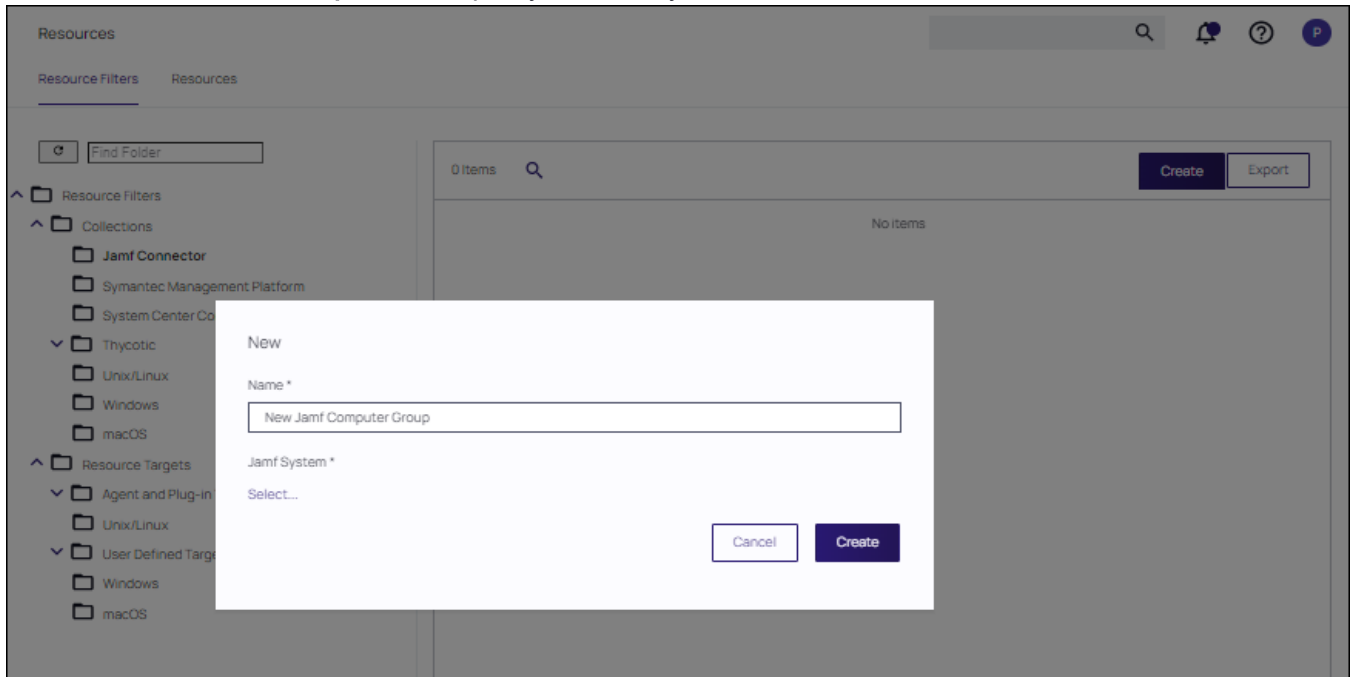 Resources
P
Resource Filters Resources
Find Folder
0 Items
Create Export
Resource Filters
No items
Collections
Jamf Connector
Symantec Management Platform
System Center Co
New
Thycotic
Unix/Linux
Name *
Windows
New Jamf Computer Group
macOS
Resource Targets
Jamf System *
Agent and Plug-in
Select...
Unix/Linux
Cancel Create
User Defined Targe
Windows
macOS